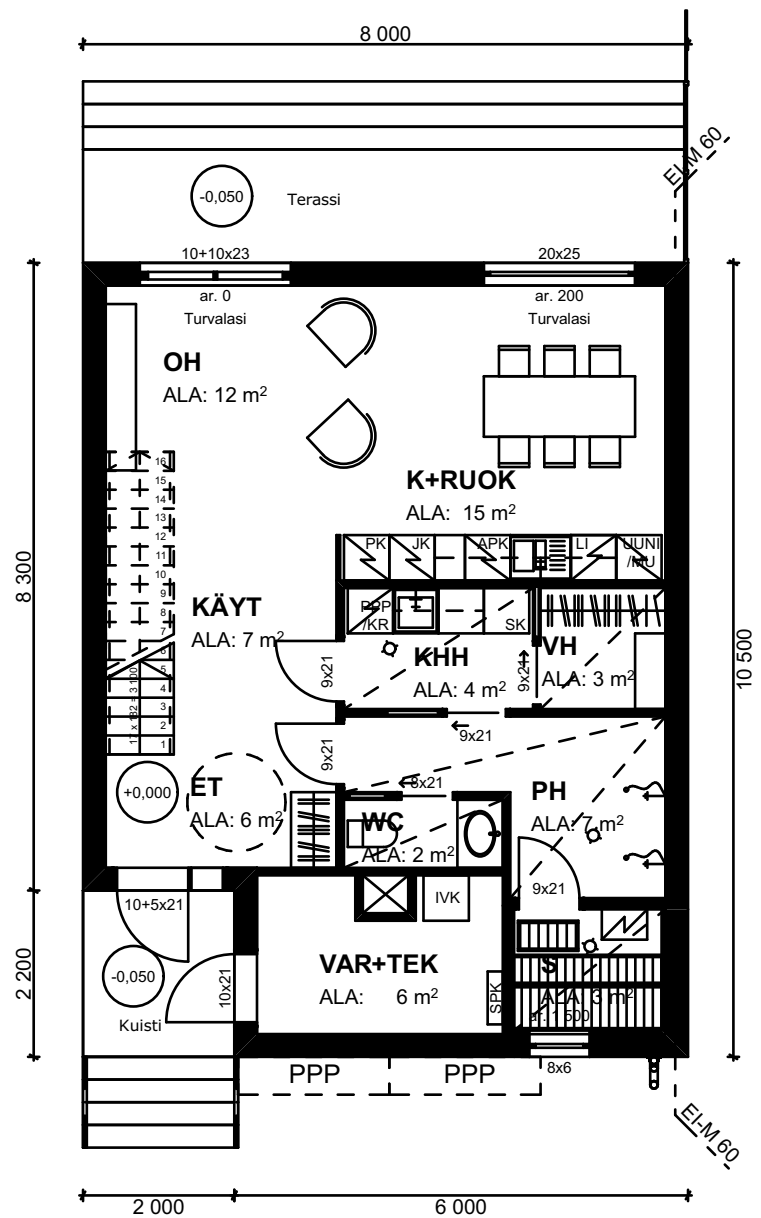 8 000
EI-M 60
-0,050
Terassi
10+10x23
20x25
ar. 0
Turvalasi
ar. 200
Turvalasi
OH
ALA: 12 m²
K+RUOK
ALA: 15 m²
PK
JK
APK
LI
UUNI
/MU
16
15
14
13
12
11
10
9
8
7
6
5
4
3
2
1
8 300
10 500
KÄYT
ALA: 7 m²
PPP
/KR
SK
KHH
ALA: 4 m²
VH
ALA: 3 m²
9x21
9x21
9x21
9x21
8x21
+0,000
ET
ALA: 6 m²
WC
ALA: 2 m²
PH
ALA: 7 m²
9x21
10+5x21
IVK
VAR+TEK
ALA: 6 m²
SPK
S
ALA: 3 m²
ar. 1 500
2 200
-0,050
Kuisti
10x21
PPP
PPP
8x6
EI-M 60
2 000
6 000